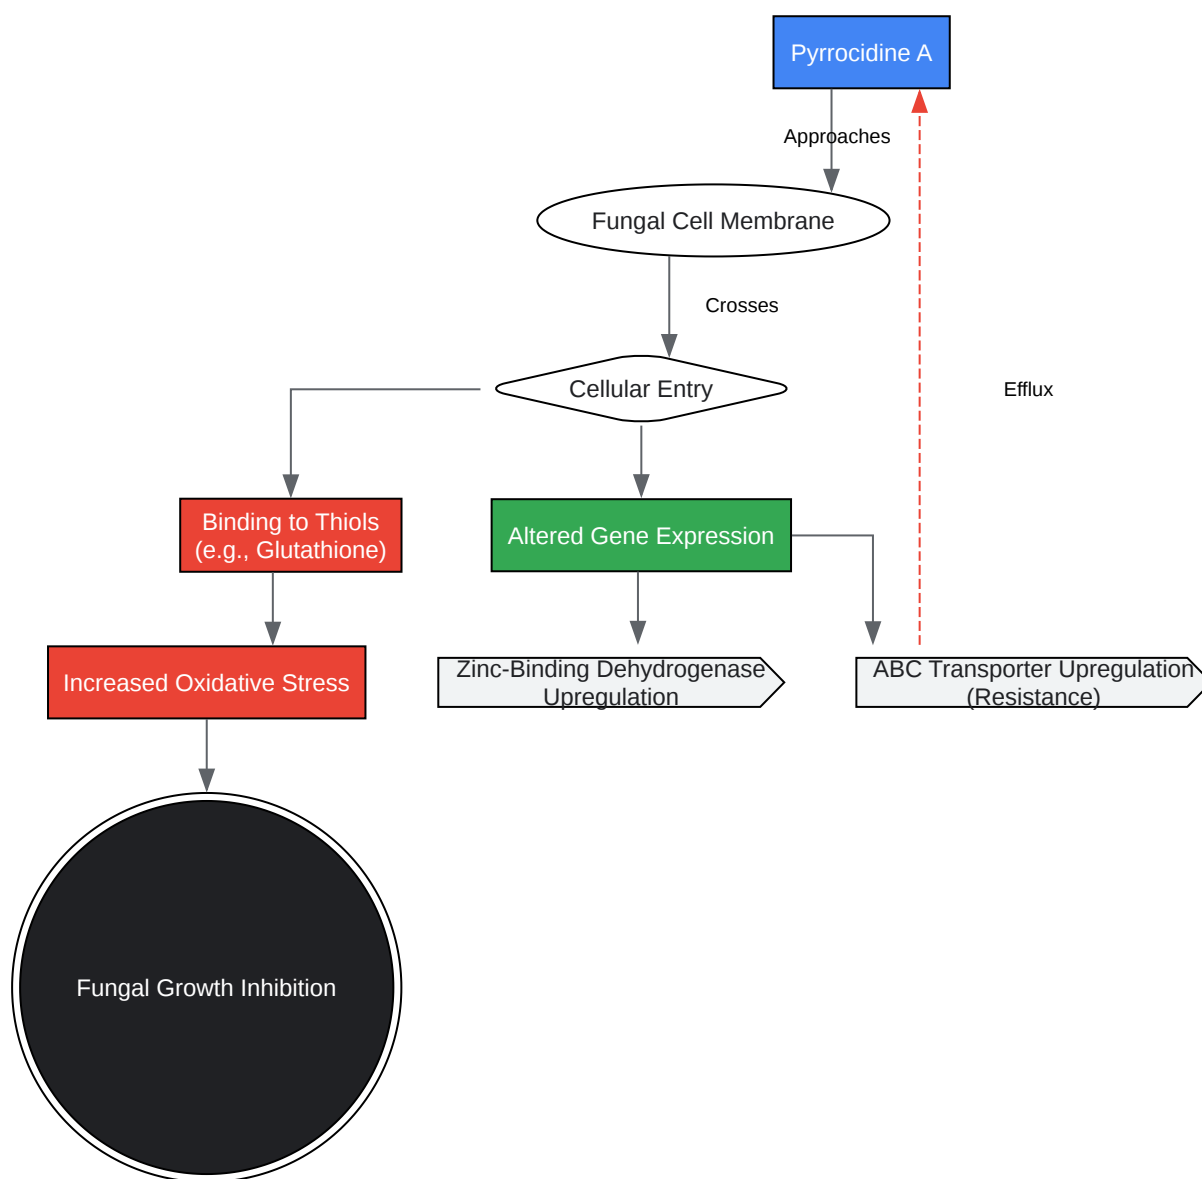 Pyrrocidine A
Approaches
Fungal Cell Membrane
Crosses
Cellular Entry
Efflux
Binding to Thiols
(e.g., Glutathione)
Altered Gene Expression
Increased Oxidative Stress
Zinc-Binding Dehydrogenase
Upregulation
ABC Transporter Upregulation
(Resistance)
Fungal Growth Inhibition